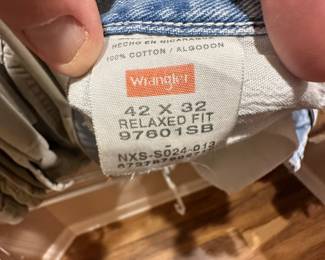 HECHO EN NICARAGUA
100% COTTON / ALGODON
Wrangler
42 X 32
RELAXED FIT
97601SB
-
NXS-S024-013